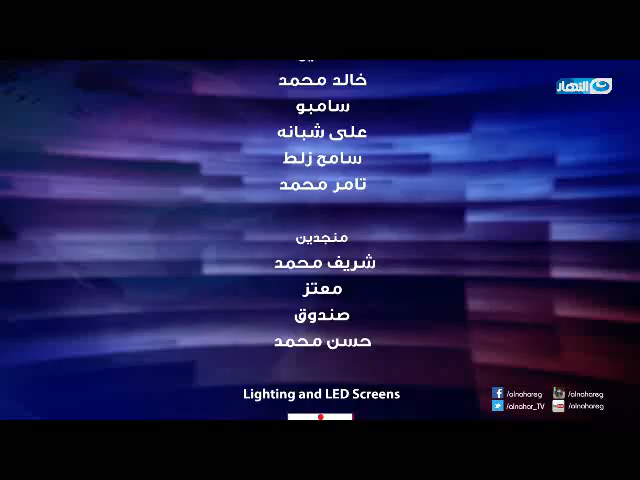 النهار
خالد محمد
سامبو
على شبانه
سامح زلط
تامر محمد
منجدين
شريف محمد
معتز
صندوق
حسن محمد
Lighting and LED Screens
/alnahareg
/alnahareg
/alnahar_TV
/alnahareg